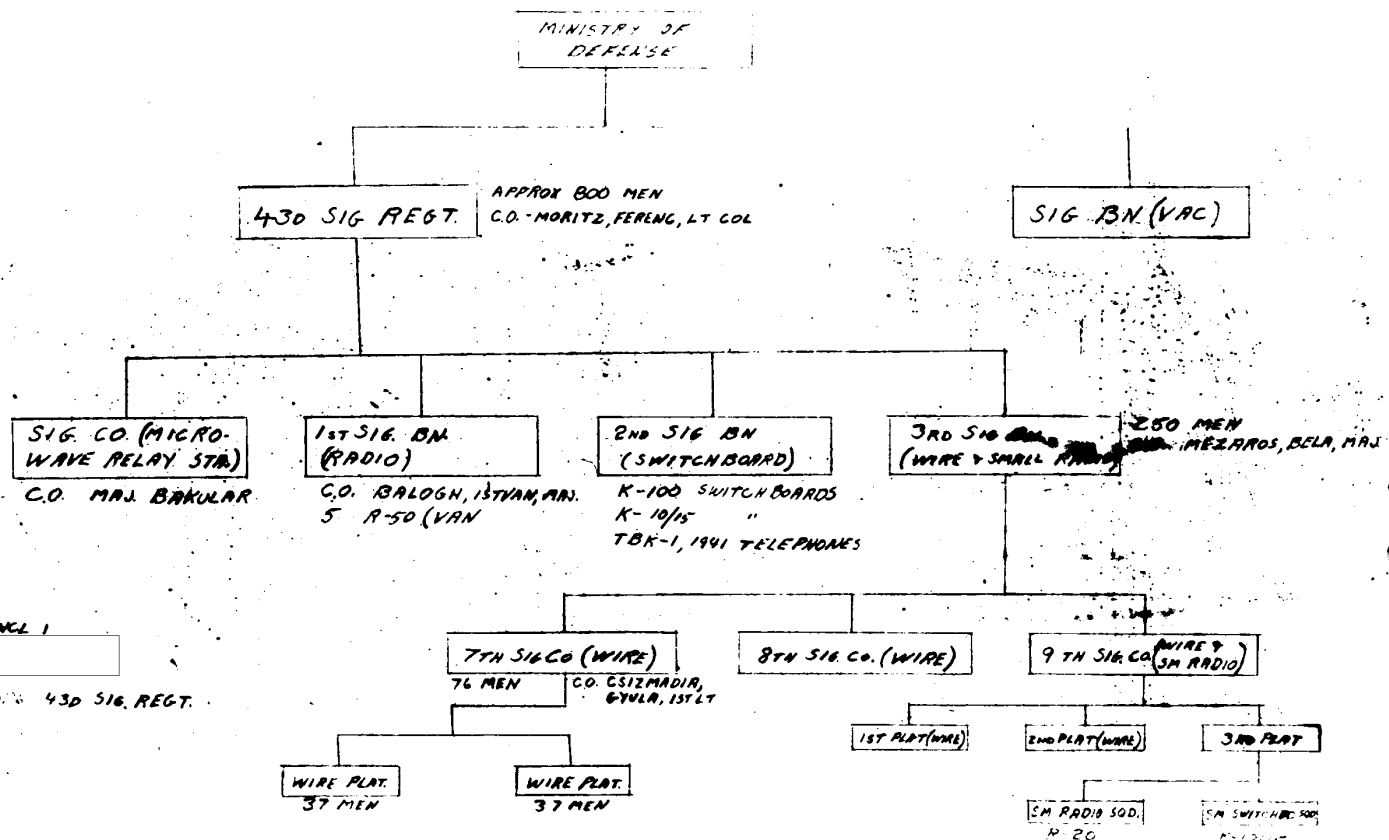 MINISTRY OF
DEFENSE
43D SIG REGT.
APPROX 800 MEN
C.O. - MORITZ, FERENC, LT COL
SIG BN (VAC)
SIG. CO. (MICRO-
WAVE RELAY STA.)
C.O. MAJ. BAKULAR
1ST SIG. BN.
(RADIO)
C.O. BALOGH, ISTVAN, MAJ.
5 R-50 (VAN
2ND SIG BN
(SWITCHBOARD)
K-100 SWITCHBOARDS
K-10/15 "
TBK-1, 1941 TELEPHONES
3RD SIG
(WIRE & SMALL RADIO)
250 MEN
MEZAROS, BELA, MAJ.
NCL 1
43D SIG. REGT.
7TH SIG CO (WIRE)
76 MEN
C.O. CSIZMADIA,
GYULA, 1ST LT
8TH SIG. CO. (WIRE)
9TH SIG. CO. (WIRE &
SM RADIO)
WIRE PLAT.
37 MEN
WIRE PLAT.
37 MEN
1ST PLAT (WIRE)
2ND PLAT (WIRE)
3RD PLAT
SM RADIO SQD.
R-20
SM SWITCHBD SQD